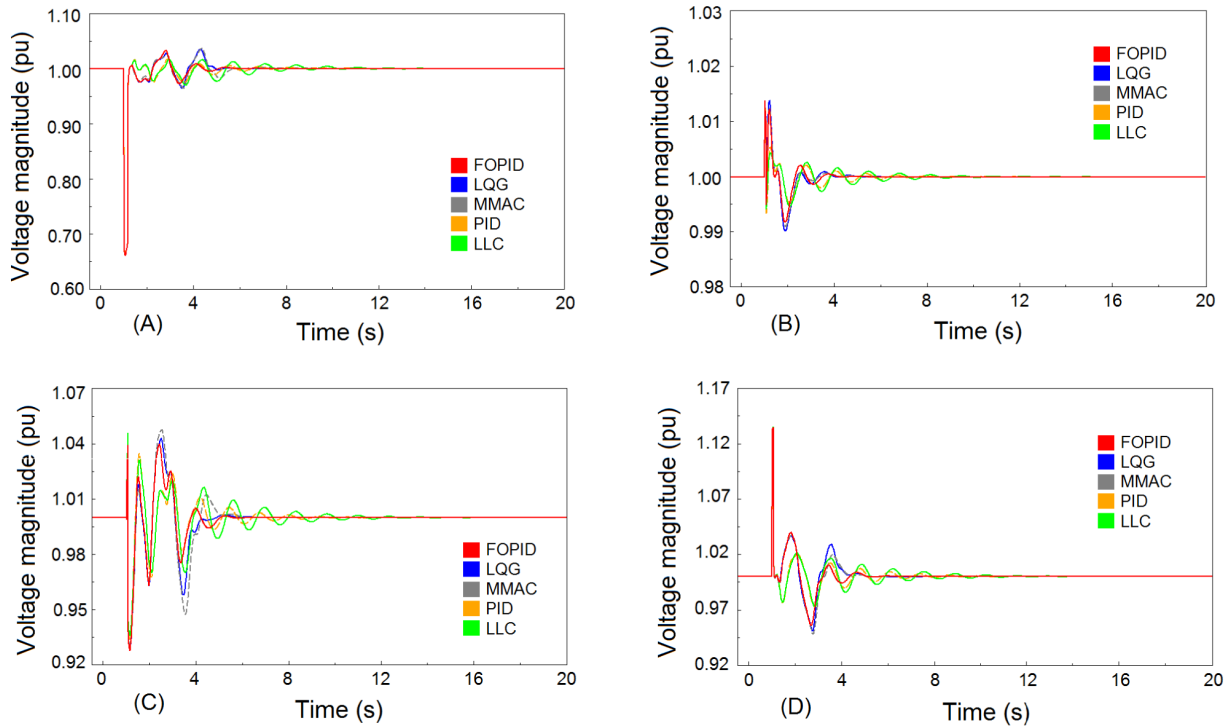 Voltage magnitude (pu)
1.10
1.00
0.90
0.80
0.70
0.60
FOPID
LQG
MMAC
PID
LLC
0 4 8 12 16 20
(A) Time (s)
Voltage magnitude (pu)
1.03
1.02
1.01
1.00
0.99
0.98
FOPID
LQG
MMAC
PID
LLC
0 4 8 12 16 20
(B) Time (s)
Voltage magnitude (pu)
1.07
1.04
1.01
0.98
0.95
0.92
FOPID
LQG
MMAC
PID
LLC
0 4 8 12 16 20
(C) Time (s)
Voltage magnitude (pu)
1.17
1.12
1.07
1.02
0.97
0.92
FOPID
LQG
MMAC
PID
LLC
0 4 8 12 16 20
(D) Time (s)